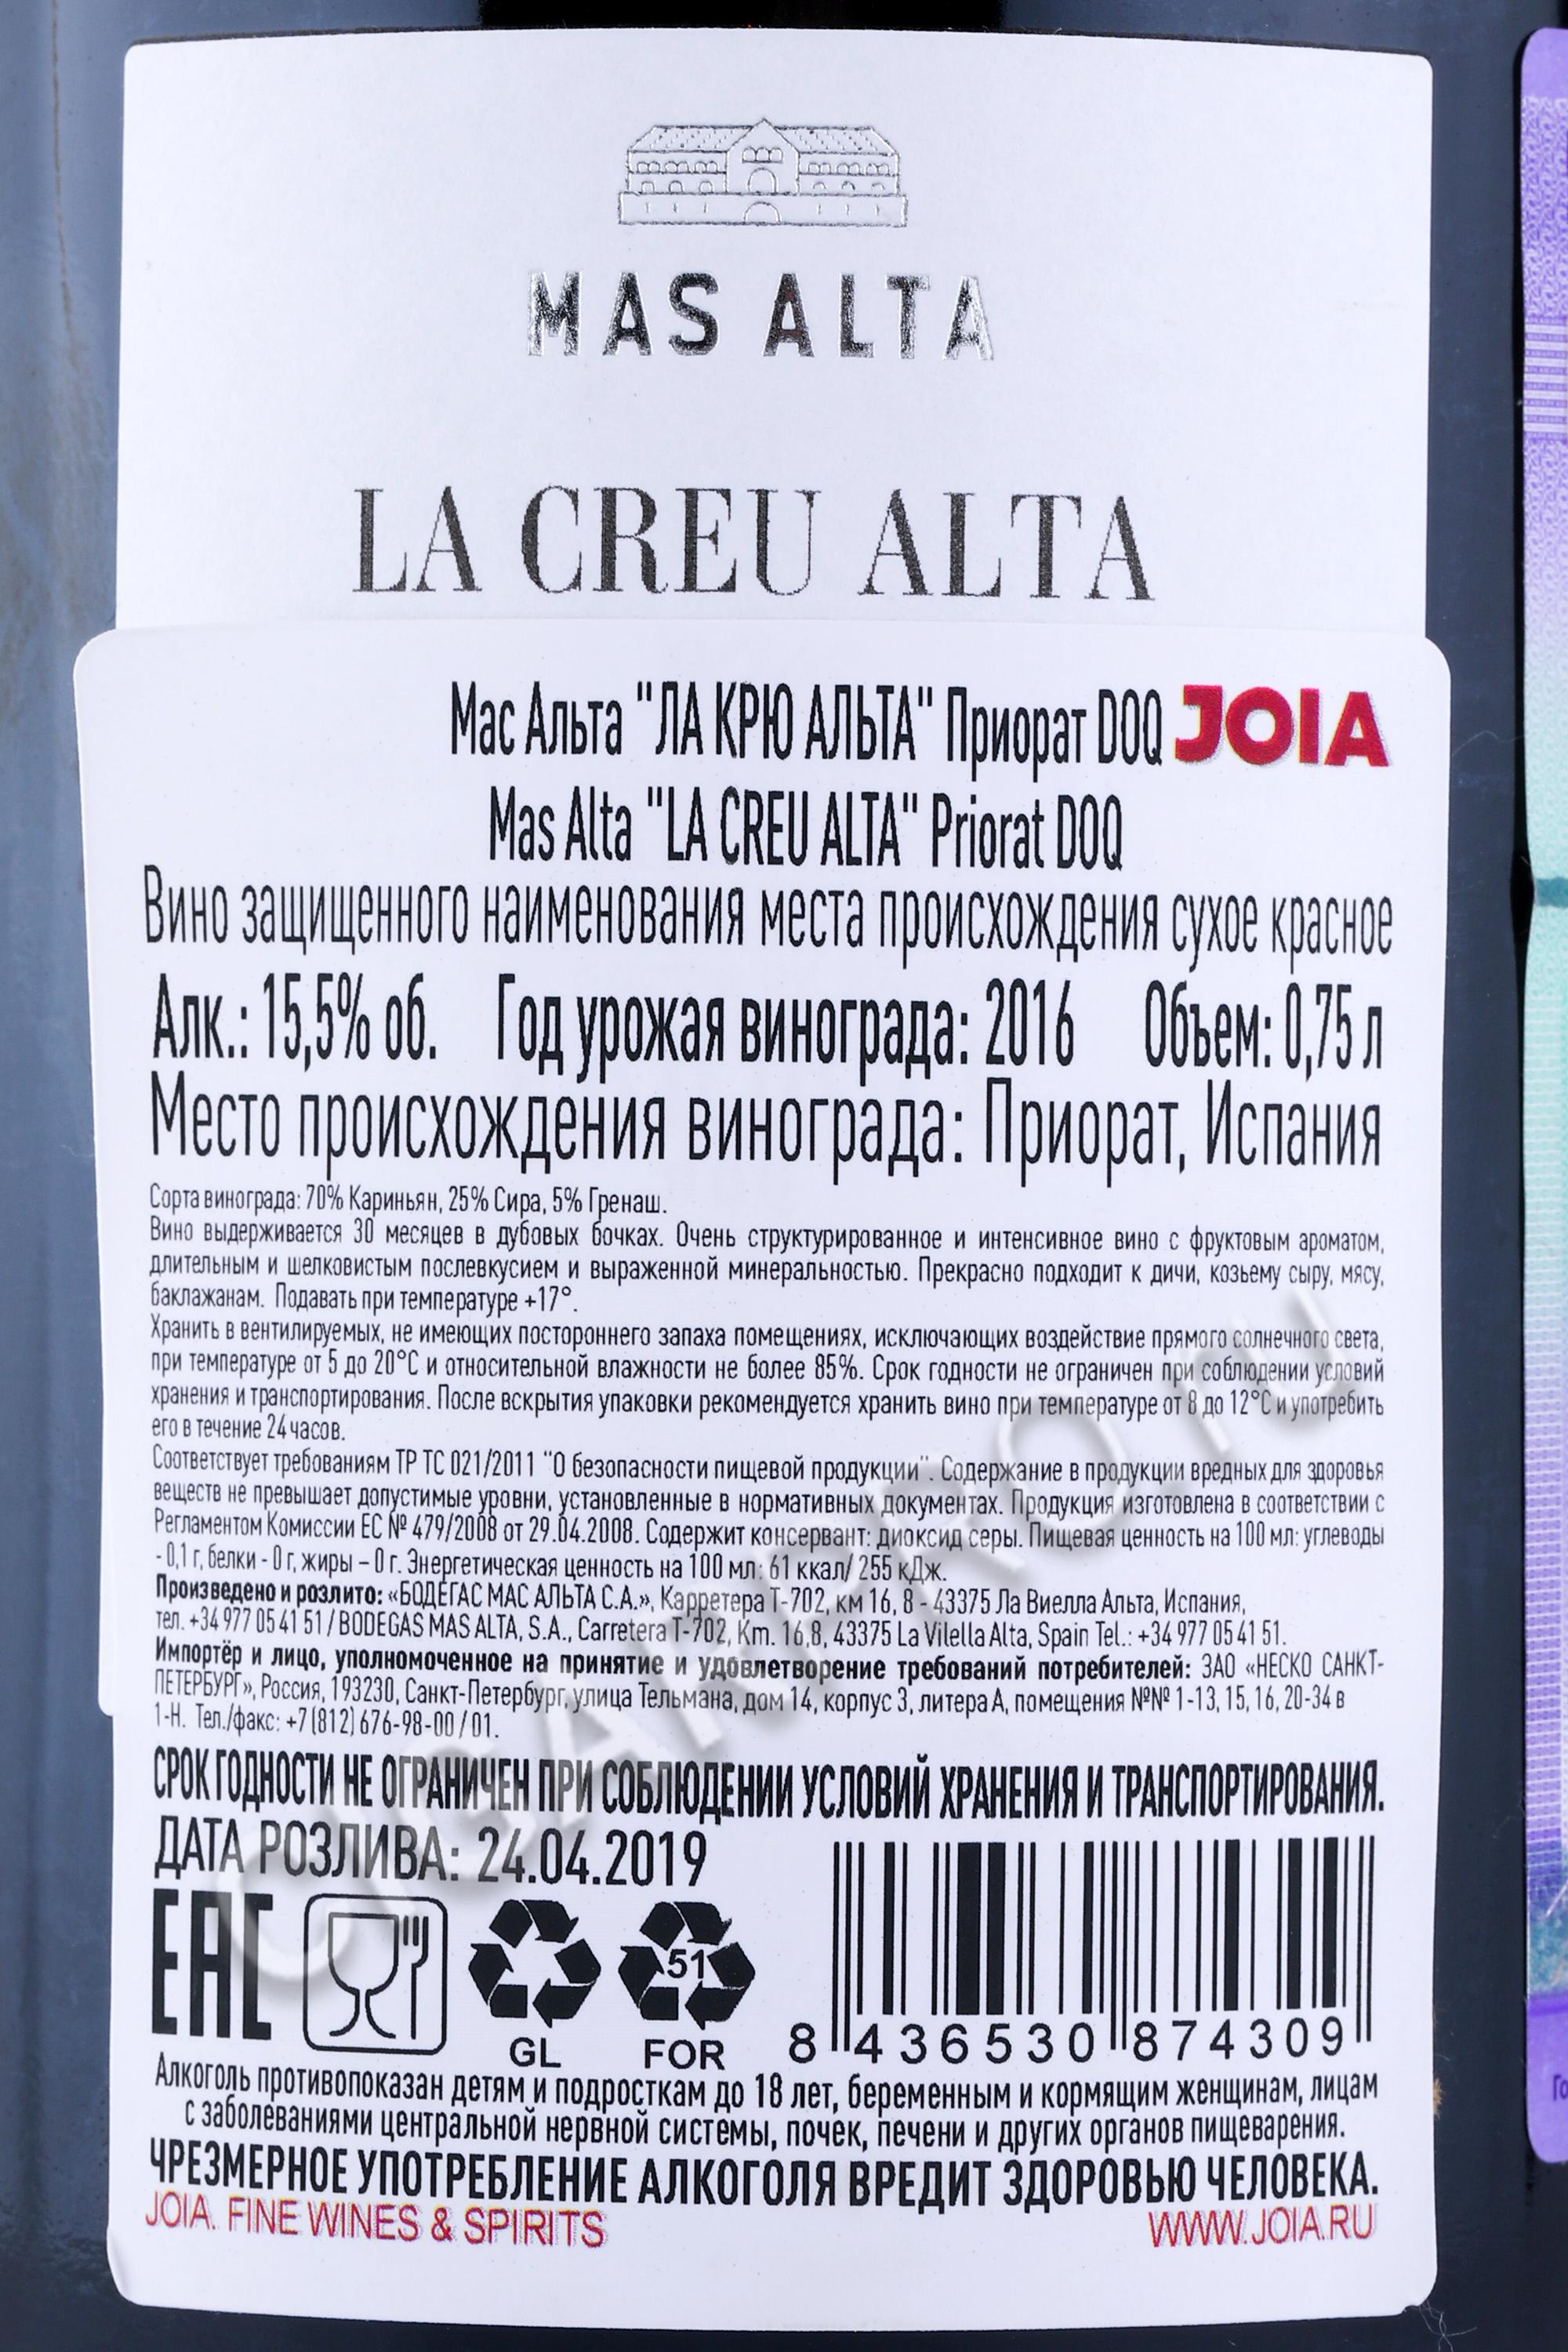 MAS ALTA
LA CREU ALTA
Мас Альта "ЛА КРЮ АЛЬТА" Приорат DOQ JOIA
Mas Alta "LA CREU ALTA" Priorat DOQ
Вино защищенного наименования места происхождения сухое красное
Алк.: 15,5% об. Год урожая винограда: 2016 Объем: 0,75 л
Место происхождения винограда: Приорат, Испания
Сорта винограда: 70% Кариньян, 25% Сира, 5% Гренаш.
Вино выдерживается 30 месяцев в дубовых бочках. Очень структурированное и интенсивное вино с фруктовым ароматом,
длительным и шелковистым послевкусием и выраженной минеральностью. Прекрасно подходит к дичи, козьему сыру, мясу,
баклажанам. Подавать при температуре +17°.
Хранить в вентилируемых, не имеющих постороннего запаха помещениях, исключающих воздействие прямого солнечного света,
при температуре от 5 до 20°С и относительной влажности не более 85%. Срок годности не ограничен при соблюдении условий
хранения и транспортирования. После вскрытия упаковки рекомендуется хранить вино при температуре от 8 до 12°С и употребить
его в течение 24 часов.
Соответствует требованиям ТР ТС 021/2011 "О безопасности пищевой продукции". Содержание в продукции вредных для здоровья
веществ не превышает допустимые уровни, установленные в нормативных документах. Продукция изготовлена в соответствии с
Регламентом Комиссии ЕС № 479/2008 от 29.04.2008. Содержит консервант: диоксид серы. Пищевая ценность на 100 мл: углеводы
- 0,1 г, белки - 0 г, жиры – 0 г. Энергетическая ценность на 100 мл: 61 ккал/ 255 кДж.
Произведено и розлито: «БОДЕГАС МАС АЛЬТА С.А.», Карретера Т-702, км 16, 8 - 43375 Ла Виелла Альта, Испания,
тел. +34 977 05 41 51 / BODEGAS MAS ALTA, S.A., Carretera T-702, Km. 16,8, 43375 La Vilella Alta, Spain Tel.: +34 977 05 41 51.
Импортёр и лицо, уполномоченное на принятие и удовлетворение требований потребителей: ЗАО «НЕСКО САНКТ-
ПЕТЕРБУРГ», Россия, 193230, Санкт-Петербург, улица Тельмана, дом 14, корпус 3, литера А, помещения №№ 1-13, 15, 16, 20-34 в
1-Н. Тел./факс: +7 (812) 676-98-00 / 01.
СРОК ГОДНОСТИ НЕ ОГРАНИЧЕН ПРИ СОБЛЮДЕНИИ УСЛОВИЙ ХРАНЕНИЯ И ТРАНСПОРТИРОВАНИЯ.
ДАТА РОЗЛИВА: 24.04.2019
EAC
51
GL FOR
8 436530 874309
Алкоголь противопоказан детям и подросткам до 18 лет, беременным и кормящим женщинам, лицам
с заболеваниями центральной нервной системы, почек, печени и других органов пищеварения.
ЧРЕЗМЕРНОЕ УПОТРЕБЛЕНИЕ АЛКОГОЛЯ ВРЕДИТ ЗДОРОВЬЮ ЧЕЛОВЕКА.
JOIA. FINE WINES & SPIRITS WWW.JOIA.RU
CIGARPRO.ru